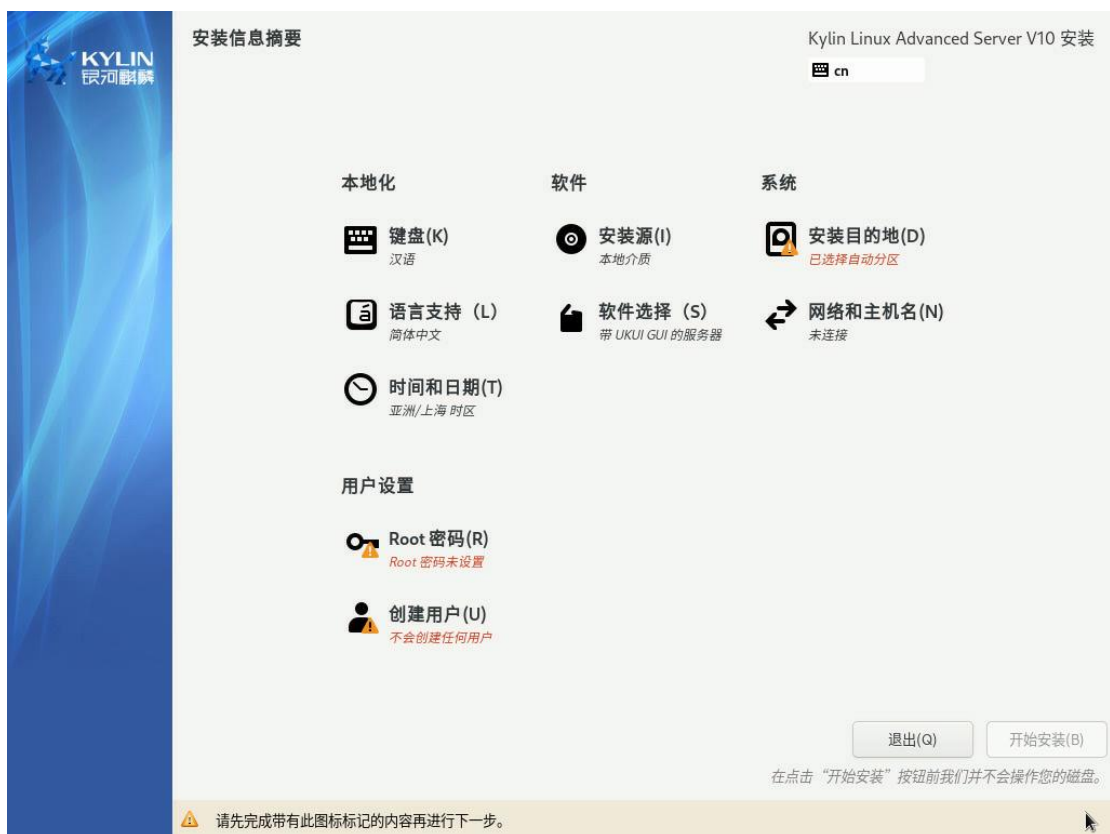 KYLIN
银河麒麟
安装信息摘要
Kylin Linux Advanced Server V10 安装
cn
本地化
键盘(K)
汉语
语言支持（L）
简体中文
时间和日期(T)
亚洲/上海 时区
软件
安装源(I)
本地介质
软件选择（S）
带 UKUI GUI 的服务器
系统
安装目的地(D)
已选择自动分区
网络和主机名(N)
未连接
用户设置
Root 密码(R)
Root 密码未设置
创建用户(U)
不会创建任何用户
退出(Q)
开始安装(B)
在点击“开始安装”按钮前我们并不会操作您的磁盘。
请先完成带有此图标标记的内容再进行下一步。